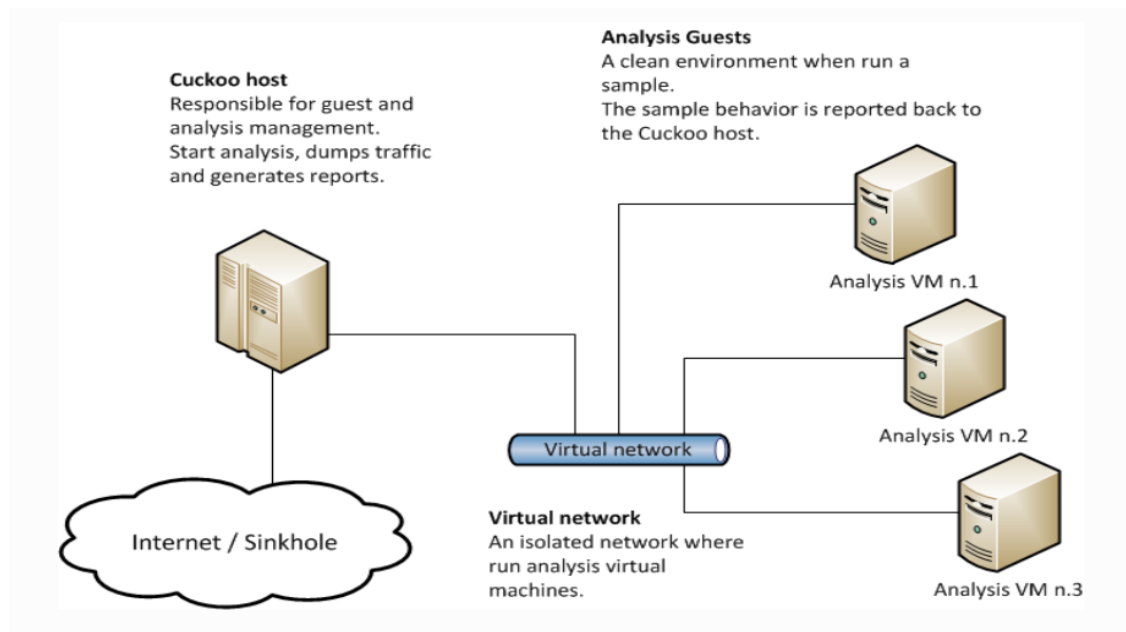 Cuckoo host
Responsible for guest and
analysis management.
Start analysis, dumps traffic
and generates reports.
Analysis Guests
A clean environment when run a
sample.
The sample behavior is reported back to
the Cuckoo host.
Analysis VM n.1
Analysis VM n.2
Virtual network
Internet / Sinkhole
Virtual network
An isolated network where
run analysis virtual
machines.
Analysis VM n.3